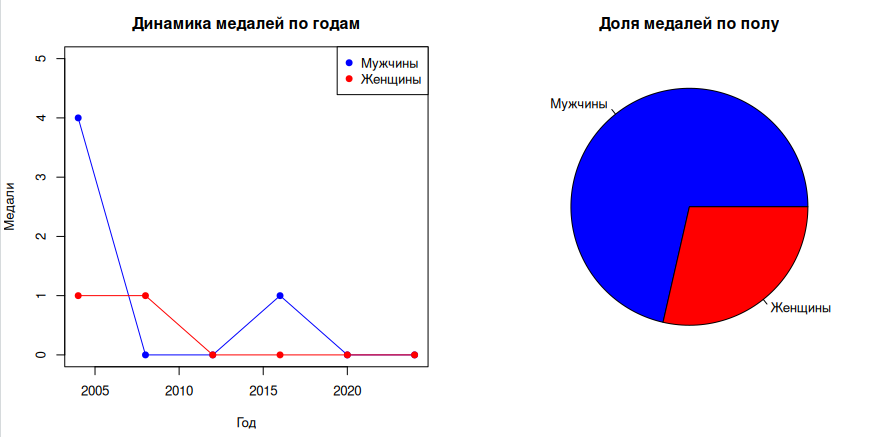 Динамика медалей по годам
Мужчины
Женщины
5
4
3
2
1
0
Медали
2005 2010 2015 2020
Год
Доля медалей по полу
Мужчины
Женщины